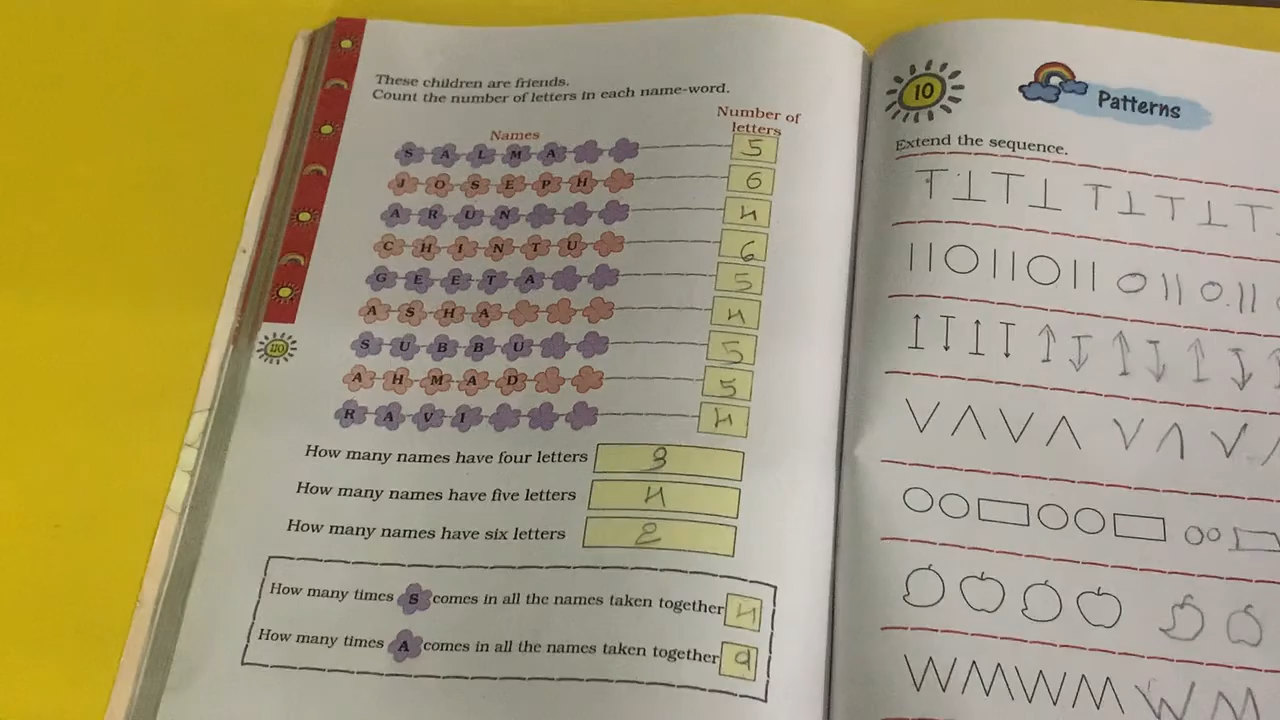 These children are friends.
Count the number of letters in each name-word.
Names
Number of
letters
S A L M A 5
J O S E P H 6
A R U N 4
C H I N T U 6
G E E T A 5
A S H A 4
S U B B U 5
A H M A D 5
R A V I 4
110
How many names have four letters 3
How many names have five letters 4
How many names have six letters 2
How many times S comes in all the names taken together 4
How many times A comes in all the names taken together 9
10
Patterns
Extend the sequence.